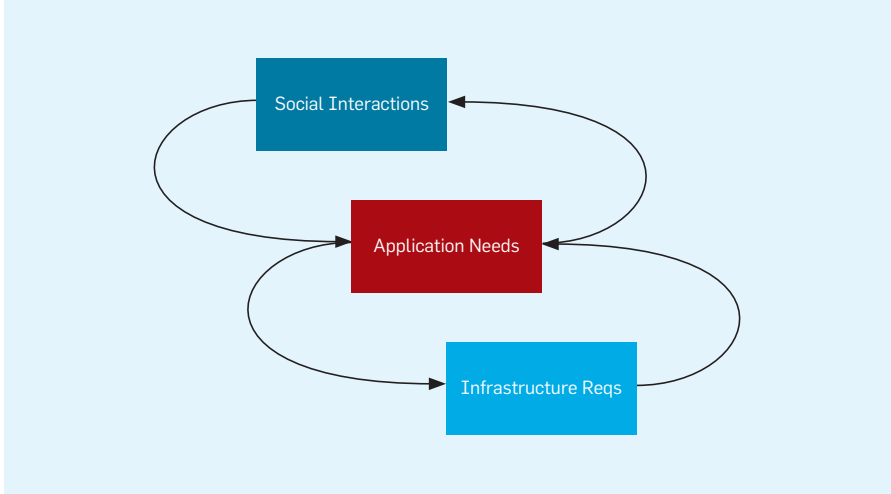 Social Interactions
Application Needs
Infrastructure Reqs